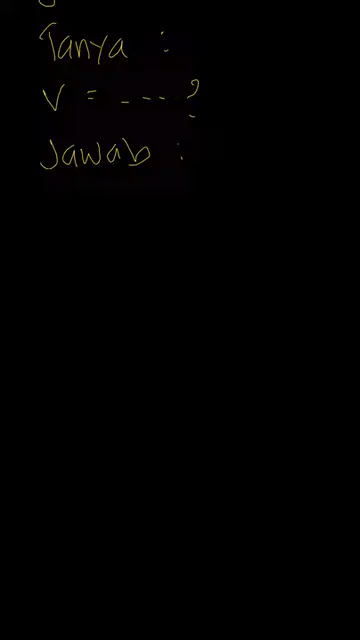 Tanya :
V = ---- ?
Jawab :